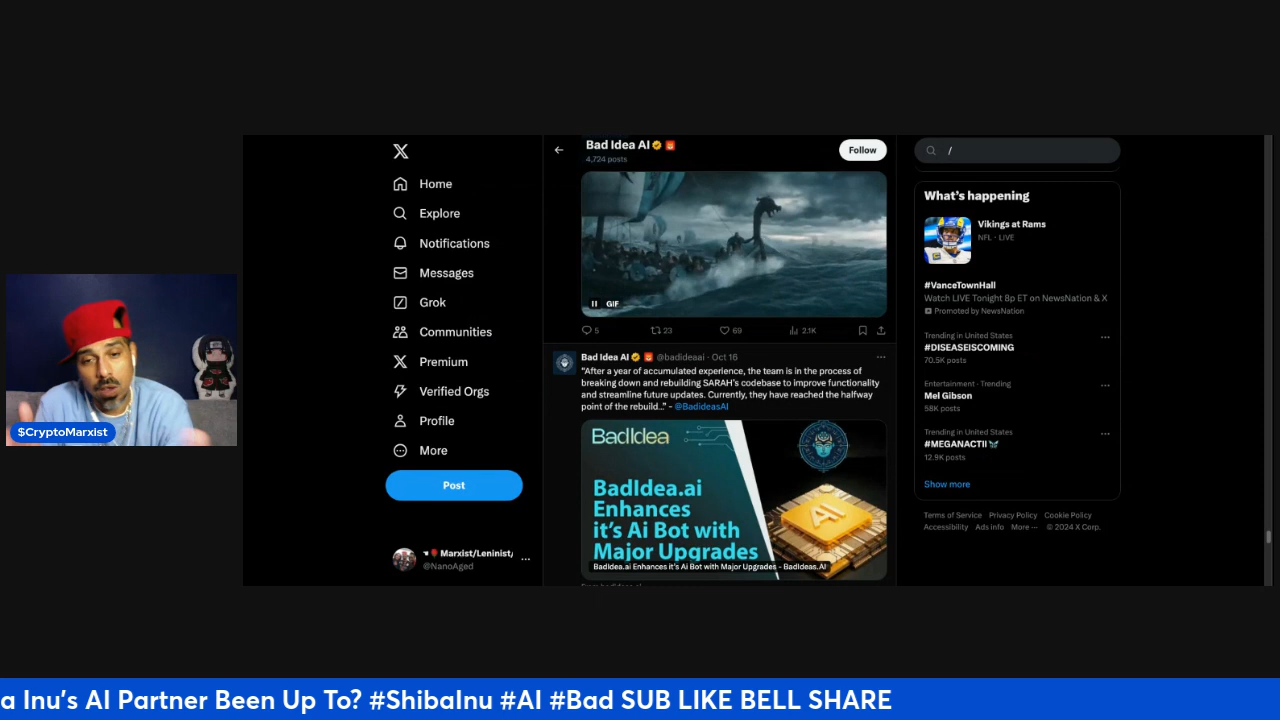 $CryptoMarxist
Home
Explore
Notifications
Messages
Grok
Communities
Premium
Verified Orgs
Profile
More
Post
Marxist/Leninist/
@NanoAged
Bad Idea AI
4,724 posts
Follow
GIF
5
23
69
2.1K
Bad Idea AI @badideaai · Oct 16
"After a year of accumulated experience, the team is in the process of
breaking down and rebuilding SARAH's codebase to improve functionality
and streamline future updates. Currently, they have reached the halfway
point of the rebuild..." - @BadIdeasAI
BadIdea
BadIdea.ai
Enhances
it's Ai Bot with
Major Upgrades
AI
BadIdea.ai Enhances it's Ai Bot with Major Upgrades - BadIdeas.AI
/
What's happening
Vikings at Rams
NFL · LIVE
#VanceTownHall
Watch LIVE Tonight 8p ET on NewsNation & X
Promoted by NewsNation
Trending in United States
#DISEASEISCOMING
70.5K posts
Entertainment · Trending
Mel Gibson
58K posts
Trending in United States
#MEGANACTII
12.9K posts
Show more
Terms of Service Privacy Policy Cookie Policy
Accessibility Ads info More ··· © 2024 X Corp.
a Inu's AI Partner Been Up To? #ShibaInu #AI #Bad SUB LIKE BELL SHARE